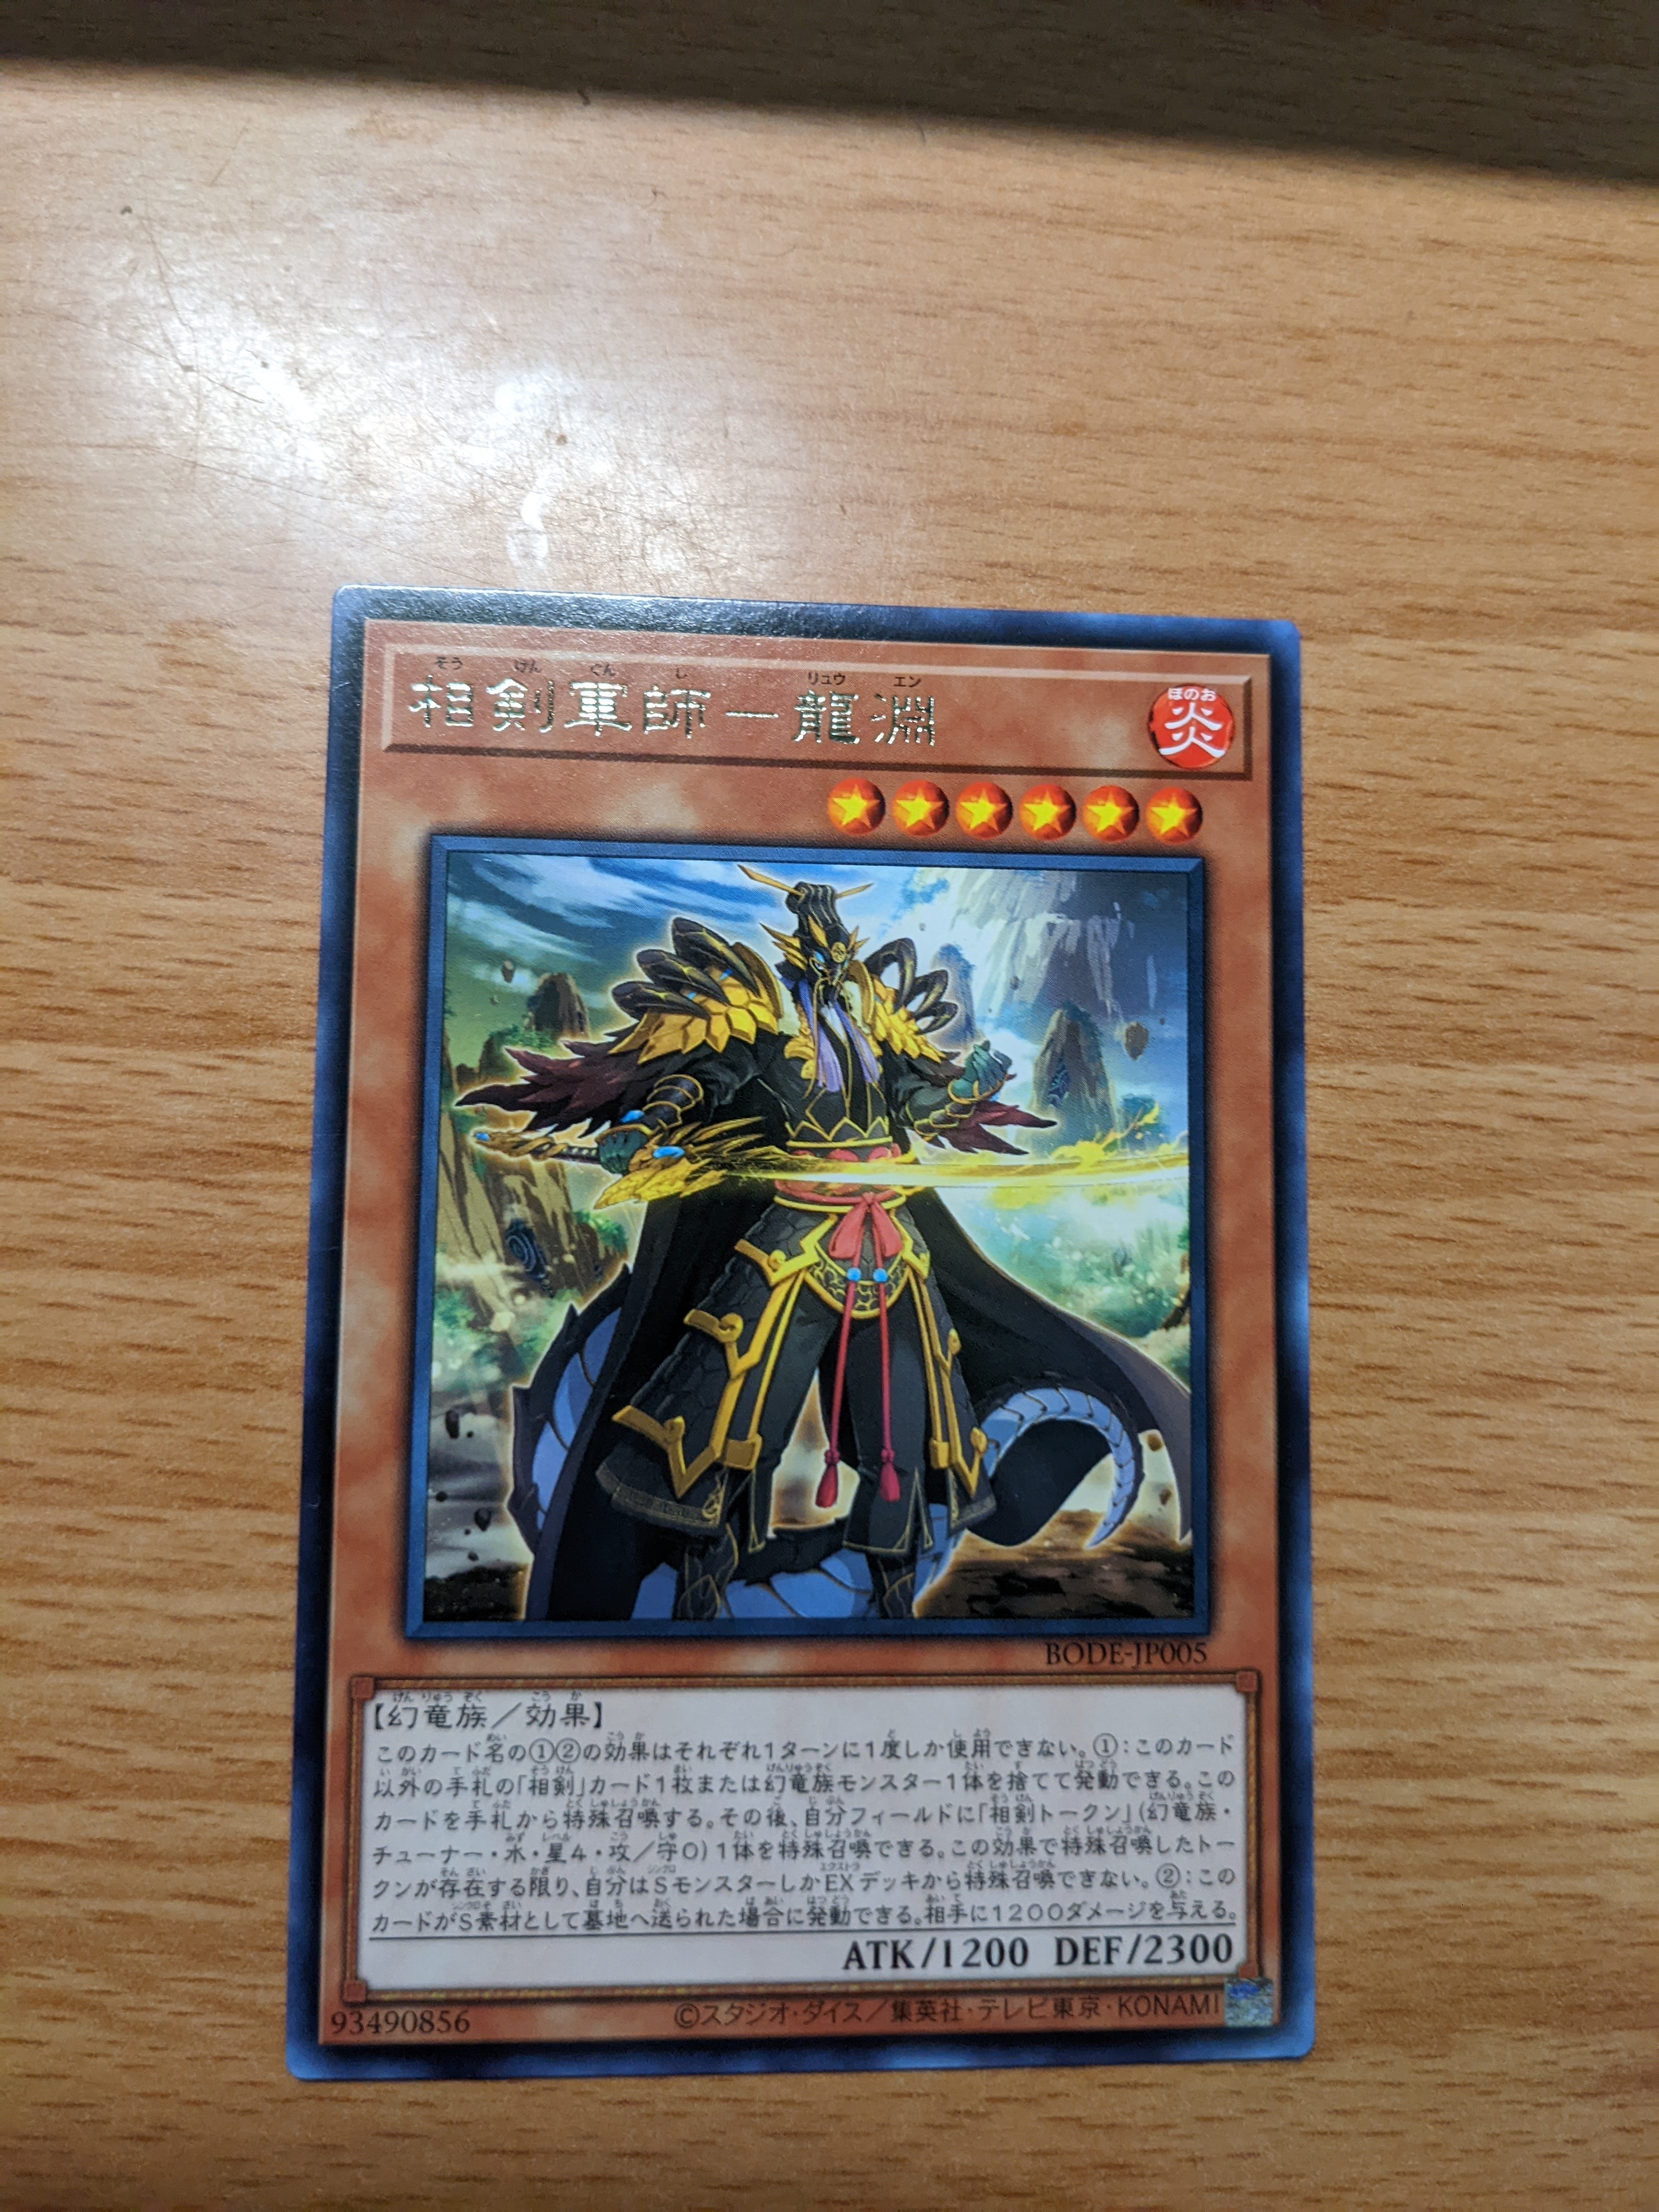 相剣軍師－龍淵
炎
BODE-JP005
【幻竜族／効果】
このカード名の①②の効果はそれぞれ1ターンに1度しか使用できない。①：このカード
以外の手札の「相剣」カード1枚または幻竜族モンスター1体を捨てて発動できる。この
カードを手札から特殊召喚する。その後、自分フィールドに「相剣トークン」(幻竜族・
チューナー・水・星4・攻／守0)1体を特殊召喚できる。この効果で特殊召喚したトー
クンが存在する限り、自分はSモンスターしかEXデッキから特殊召喚できない。②：この
カードがS素材として墓地へ送られた場合に発動できる。相手に1200ダメージを与える。
ATK/1200 DEF/2300
93490856 ©スタジオ・ダイス／集英社・テレビ東京・KONAMI